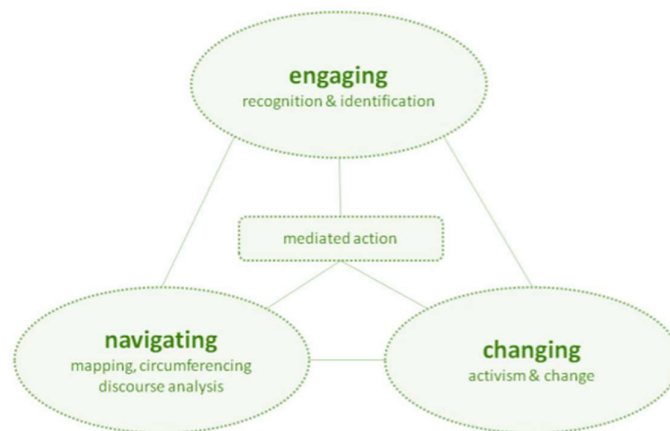 engaging
recognition & identification
mediated action
navigating
mapping, circumferencing
discourse analysis
changing
activism & change